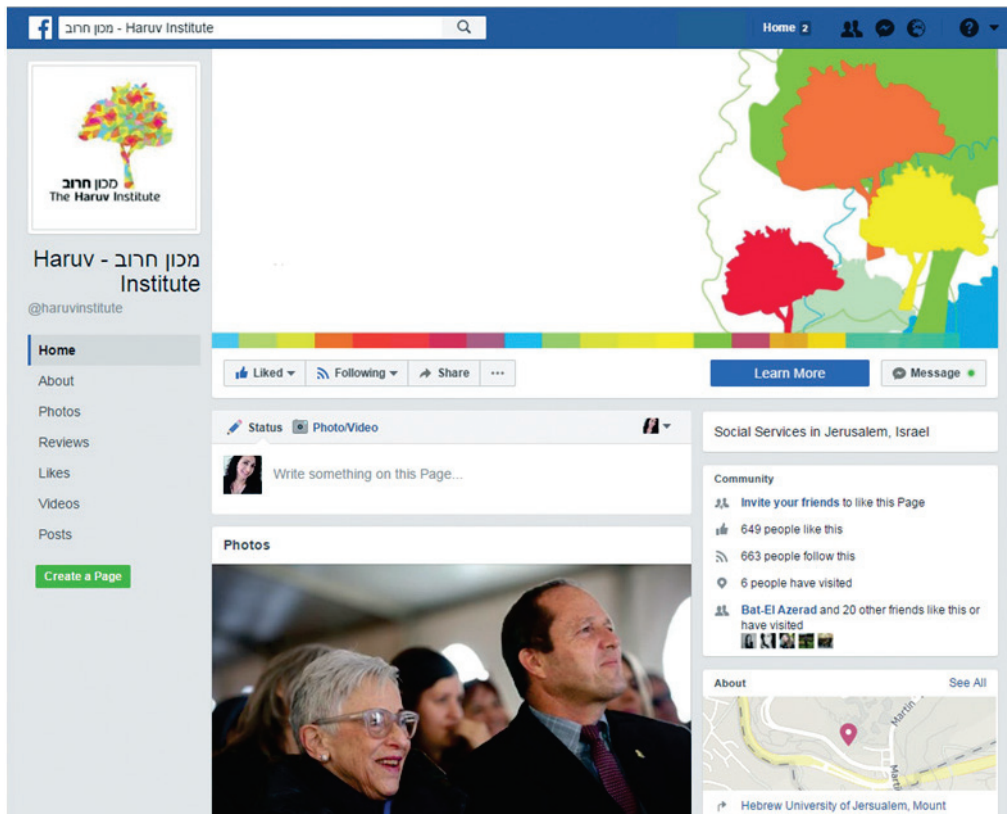 מכון חרוב - Haruv Institute
Home 2
מכון חרוב
The Haruv Institute
מכון חרוב - Haruv
Institute
@haruvinstitute
Home
About
Photos
Reviews
Likes
Videos
Posts
Create a Page
Liked
Following
Share
Learn More
Message
Status
Photo/Video
Write something on this Page...
Photos
Social Services in Jerusalem, Israel
Community
Invite your friends to like this Page
649 people like this
663 people follow this
6 people have visited
Bat-El Azerad and 20 other friends like this or
have visited
About See All
Martin
Marti
Hebrew University of Jersualem, Mount